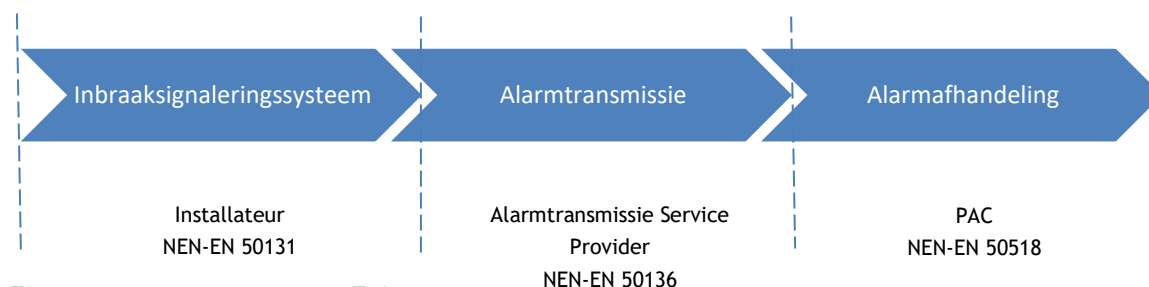 Inbraaksignaleringssysteem
Alarmtransmissie
Alarmafhandeling
Installateur
NEN-EN 50131
Alarmtransmissie Service
Provider
NEN-EN 50136
PAC
NEN-EN 50518